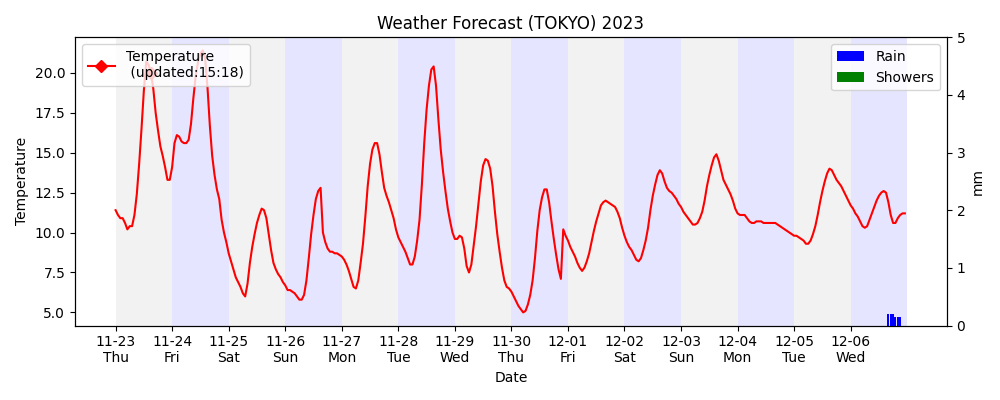 Weather Forecast (TOKYO) 2023
Temperature
(updated:15:18)
Rain
Showers
Temperature
20.0
17.5
15.0
12.5
10.0
7.5
5.0
5
4
3
2
1
0
mm
11-23 11-24 11-25 11-26 11-27 11-28 11-29 11-30 12-01 12-02 12-03 12-04 12-05 12-06
Thu Fri Sat Sun Mon Tue Wed Thu Fri Sat Sun Mon Tue Wed
Date